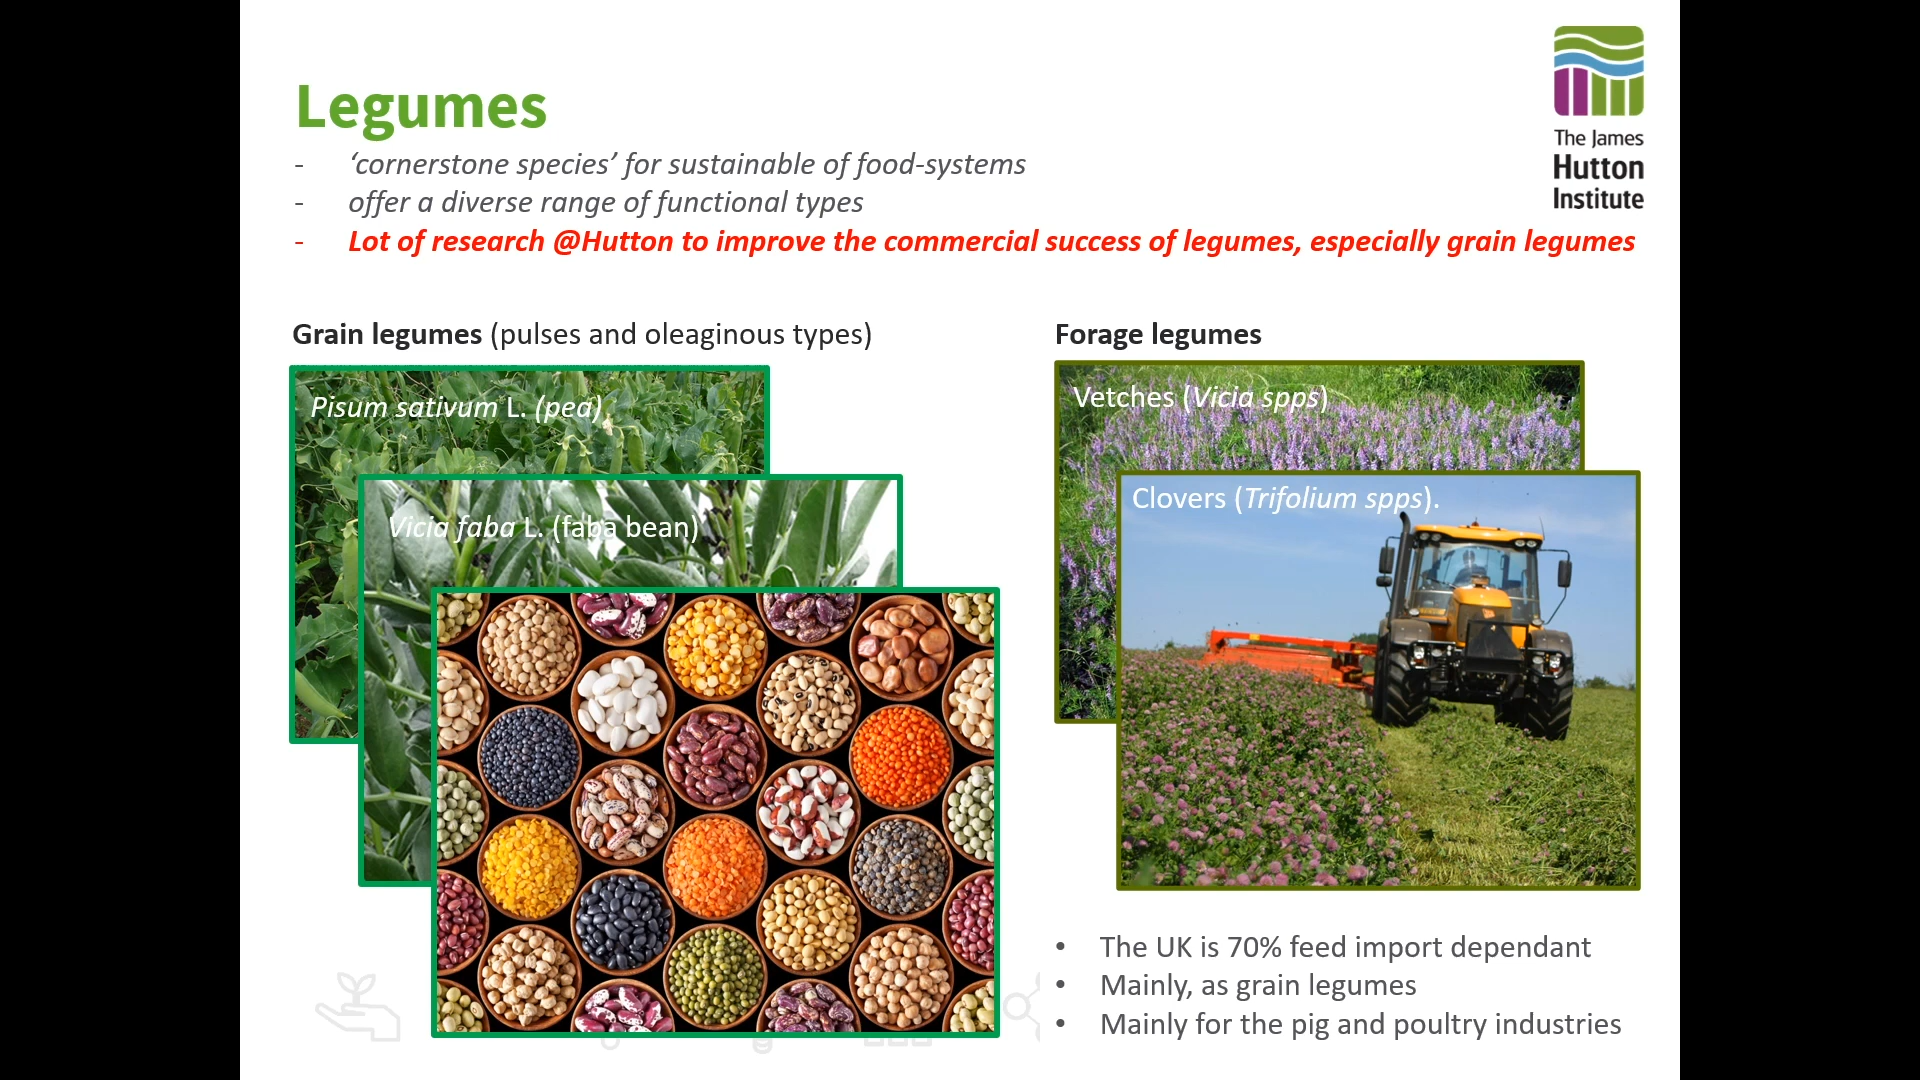 Legumes
- ‘cornerstone species’ for sustainable of food-systems
- offer a diverse range of functional types
- Lot of research @Hutton to improve the commercial success of legumes, especially grain legumes
The James
Hutton
Institute
Grain legumes (pulses and oleaginous types)
Pisum sativum L. (pea)
Vicia faba L. (faba bean)
Forage legumes
Vetches (Vicia spps)
Clovers (Trifolium spps).
• The UK is 70% feed import dependant
• Mainly, as grain legumes
• Mainly for the pig and poultry industries